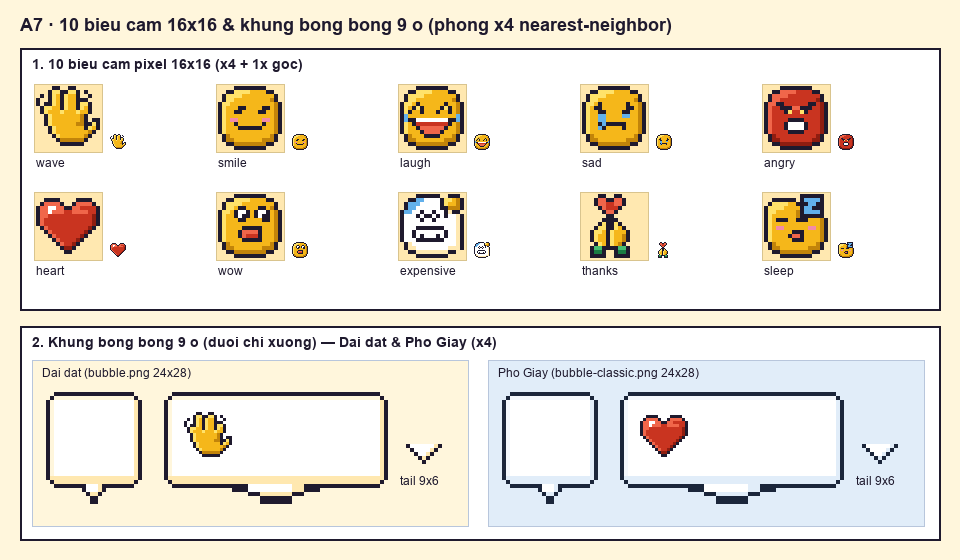 A7 · 10 bieu cam 16x16 & khung bong bong 9 o (phong x4 nearest-neighbor)
1. 10 bieu cam pixel 16x16 (x4 + 1x goc)
wave
smile
laugh
sad
angry
heart
wow
expensive
thanks
sleep
2. Khung bong bong 9 o (duoi chi xuong) — Dai dat & Pho Giay (x4)
Dai dat (bubble.png 24x28)
tail 9x6
Pho Giay (bubble-classic.png 24x28)
tail 9x6